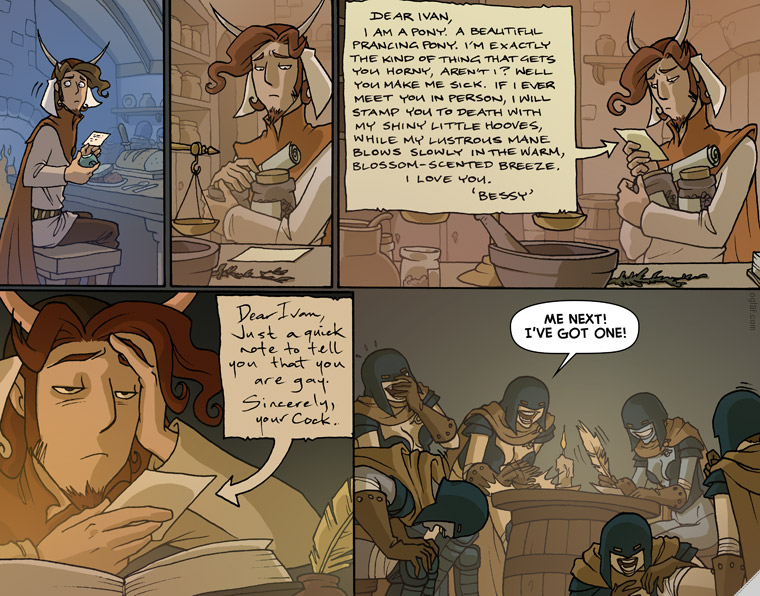 DEAR IVAN,
I AM A PONY. A BEAUTIFUL
PRANCING PONY. I'M EXACTLY
THE KIND OF THING THAT GETS
YOU HORNY, AREN'T I? WELL
YOU MAKE ME SICK. IF I EVER
MEET YOU IN PERSON, I WILL
STAMP YOU TO DEATH WITH
MY SHINY LITTLE HOOVES,
WHILE MY LUSTROUS MANE
BLOWS SLOWLY IN THE WARM,
BLOSSOM-SCENTED BREEZE.
I LOVE YOU.
'BESSY'
Dear Ivan,
Just a quick
note to tell
you that you
are gay.
Sincerely,
your Cock.
ME NEXT!
I'VE GOT ONE!
oglaf.com